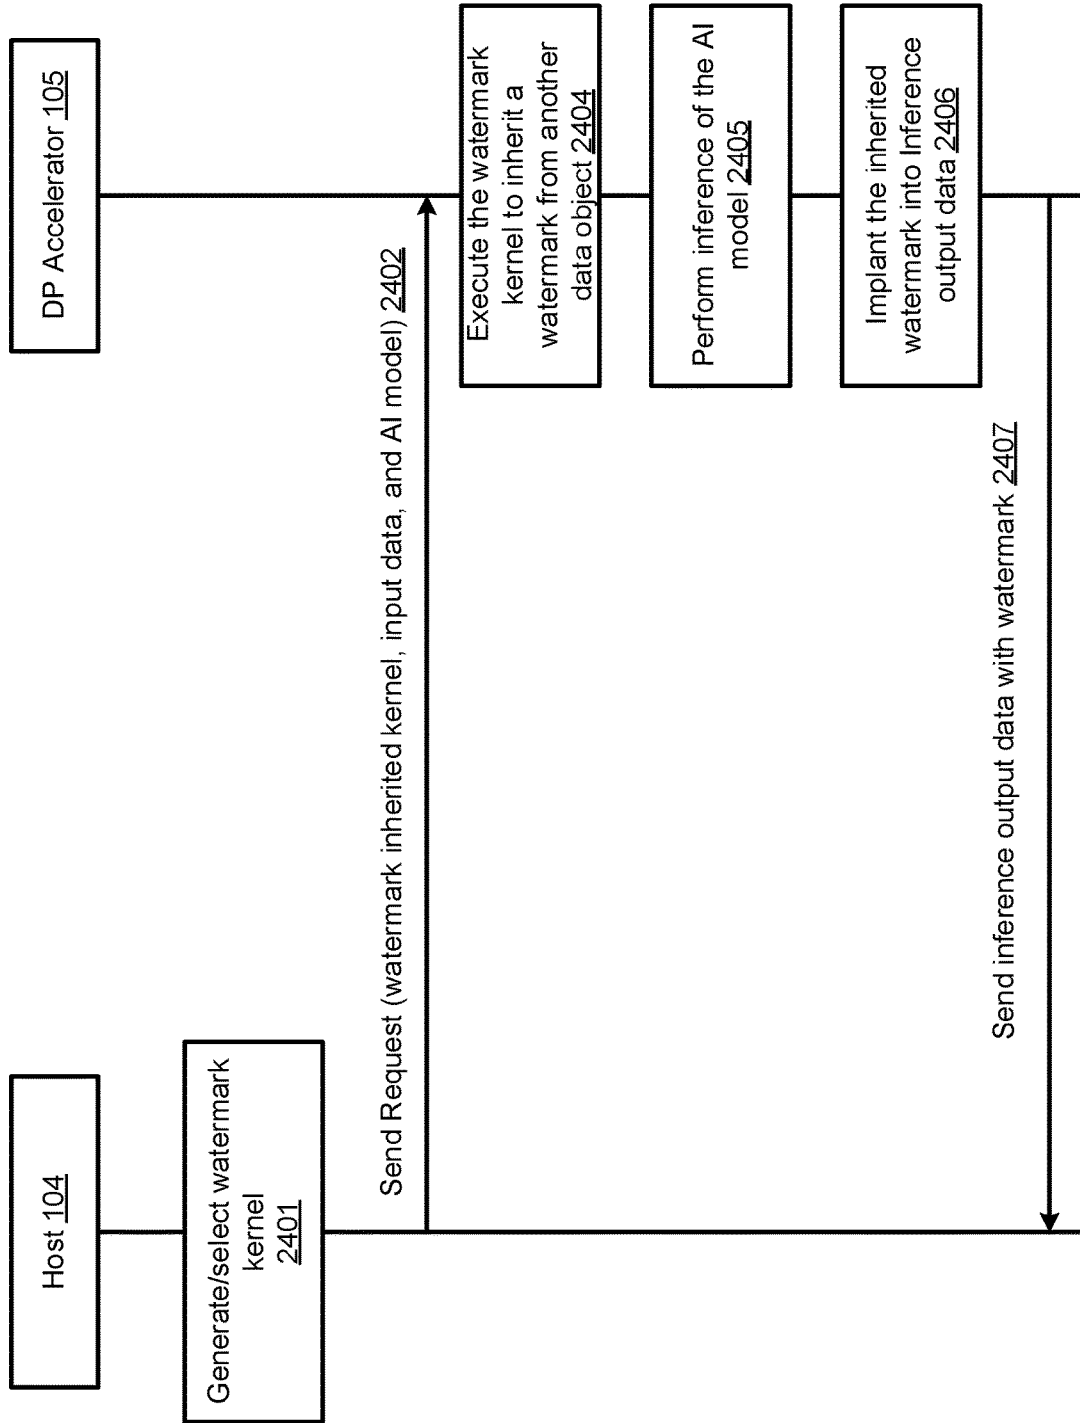 Host 104
DP Accelerator 105
Generate/select watermark
kernel
2401
Send Request (watermark inherited kernel, input data, and AI model) 2402
Execute the watermark
kernel to inherit a
watermark from another
data object 2404
Perform inference of the AI
model 2405
Implant the inherited
watermark into Inference
output data 2406
Send inference output data with watermark 2407